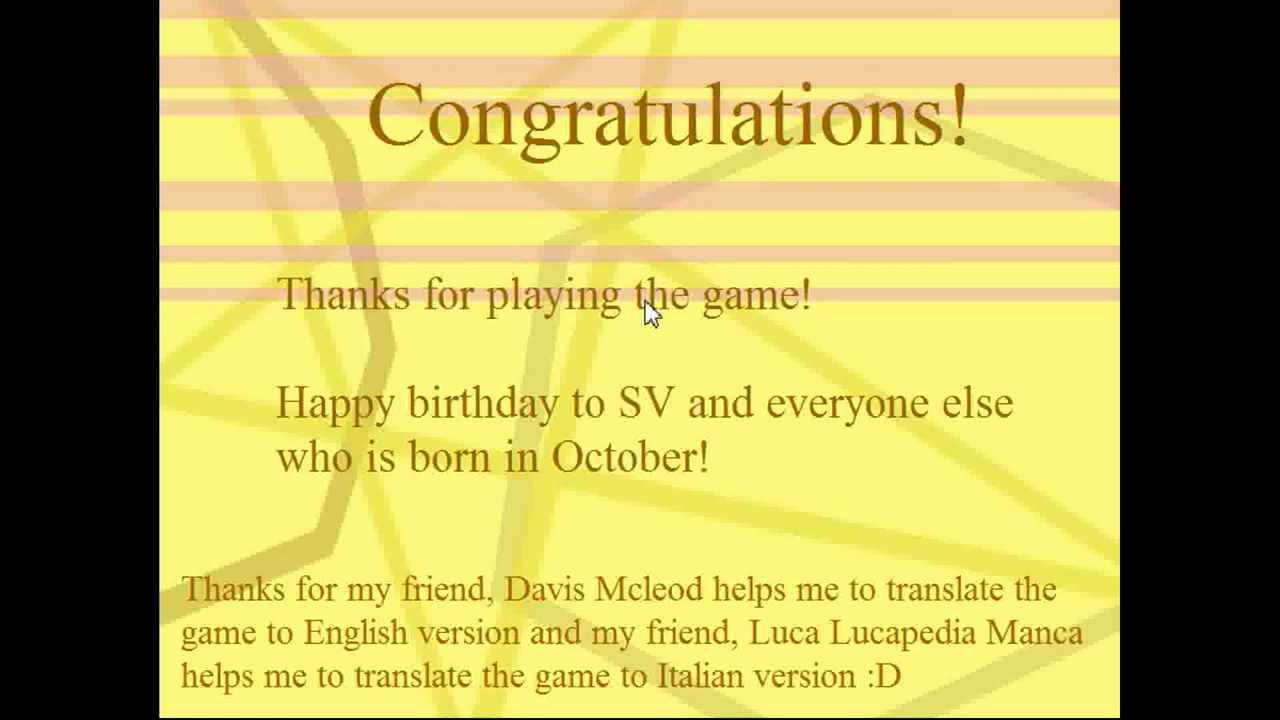 Congratulations!
Thanks for playing the game!
Happy birthday to SV and everyone else
who is born in October!
Thanks for my friend, Davis Mcleod helps me to translate the
game to English version and my friend, Luca Lucapedia Manca
helps me to translate the game to Italian version :D